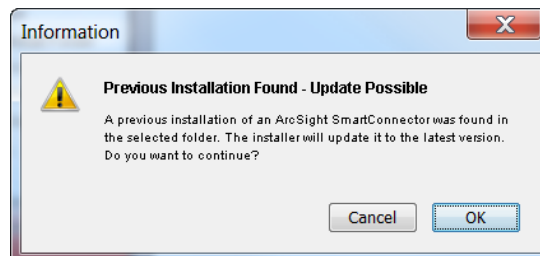 Information
Previous Installation Found - Update Possible
A previous installation of an ArcSight SmartConnector was found in
the selected folder. The installer will update it to the latest version.
Do you want to continue?
Cancel
OK